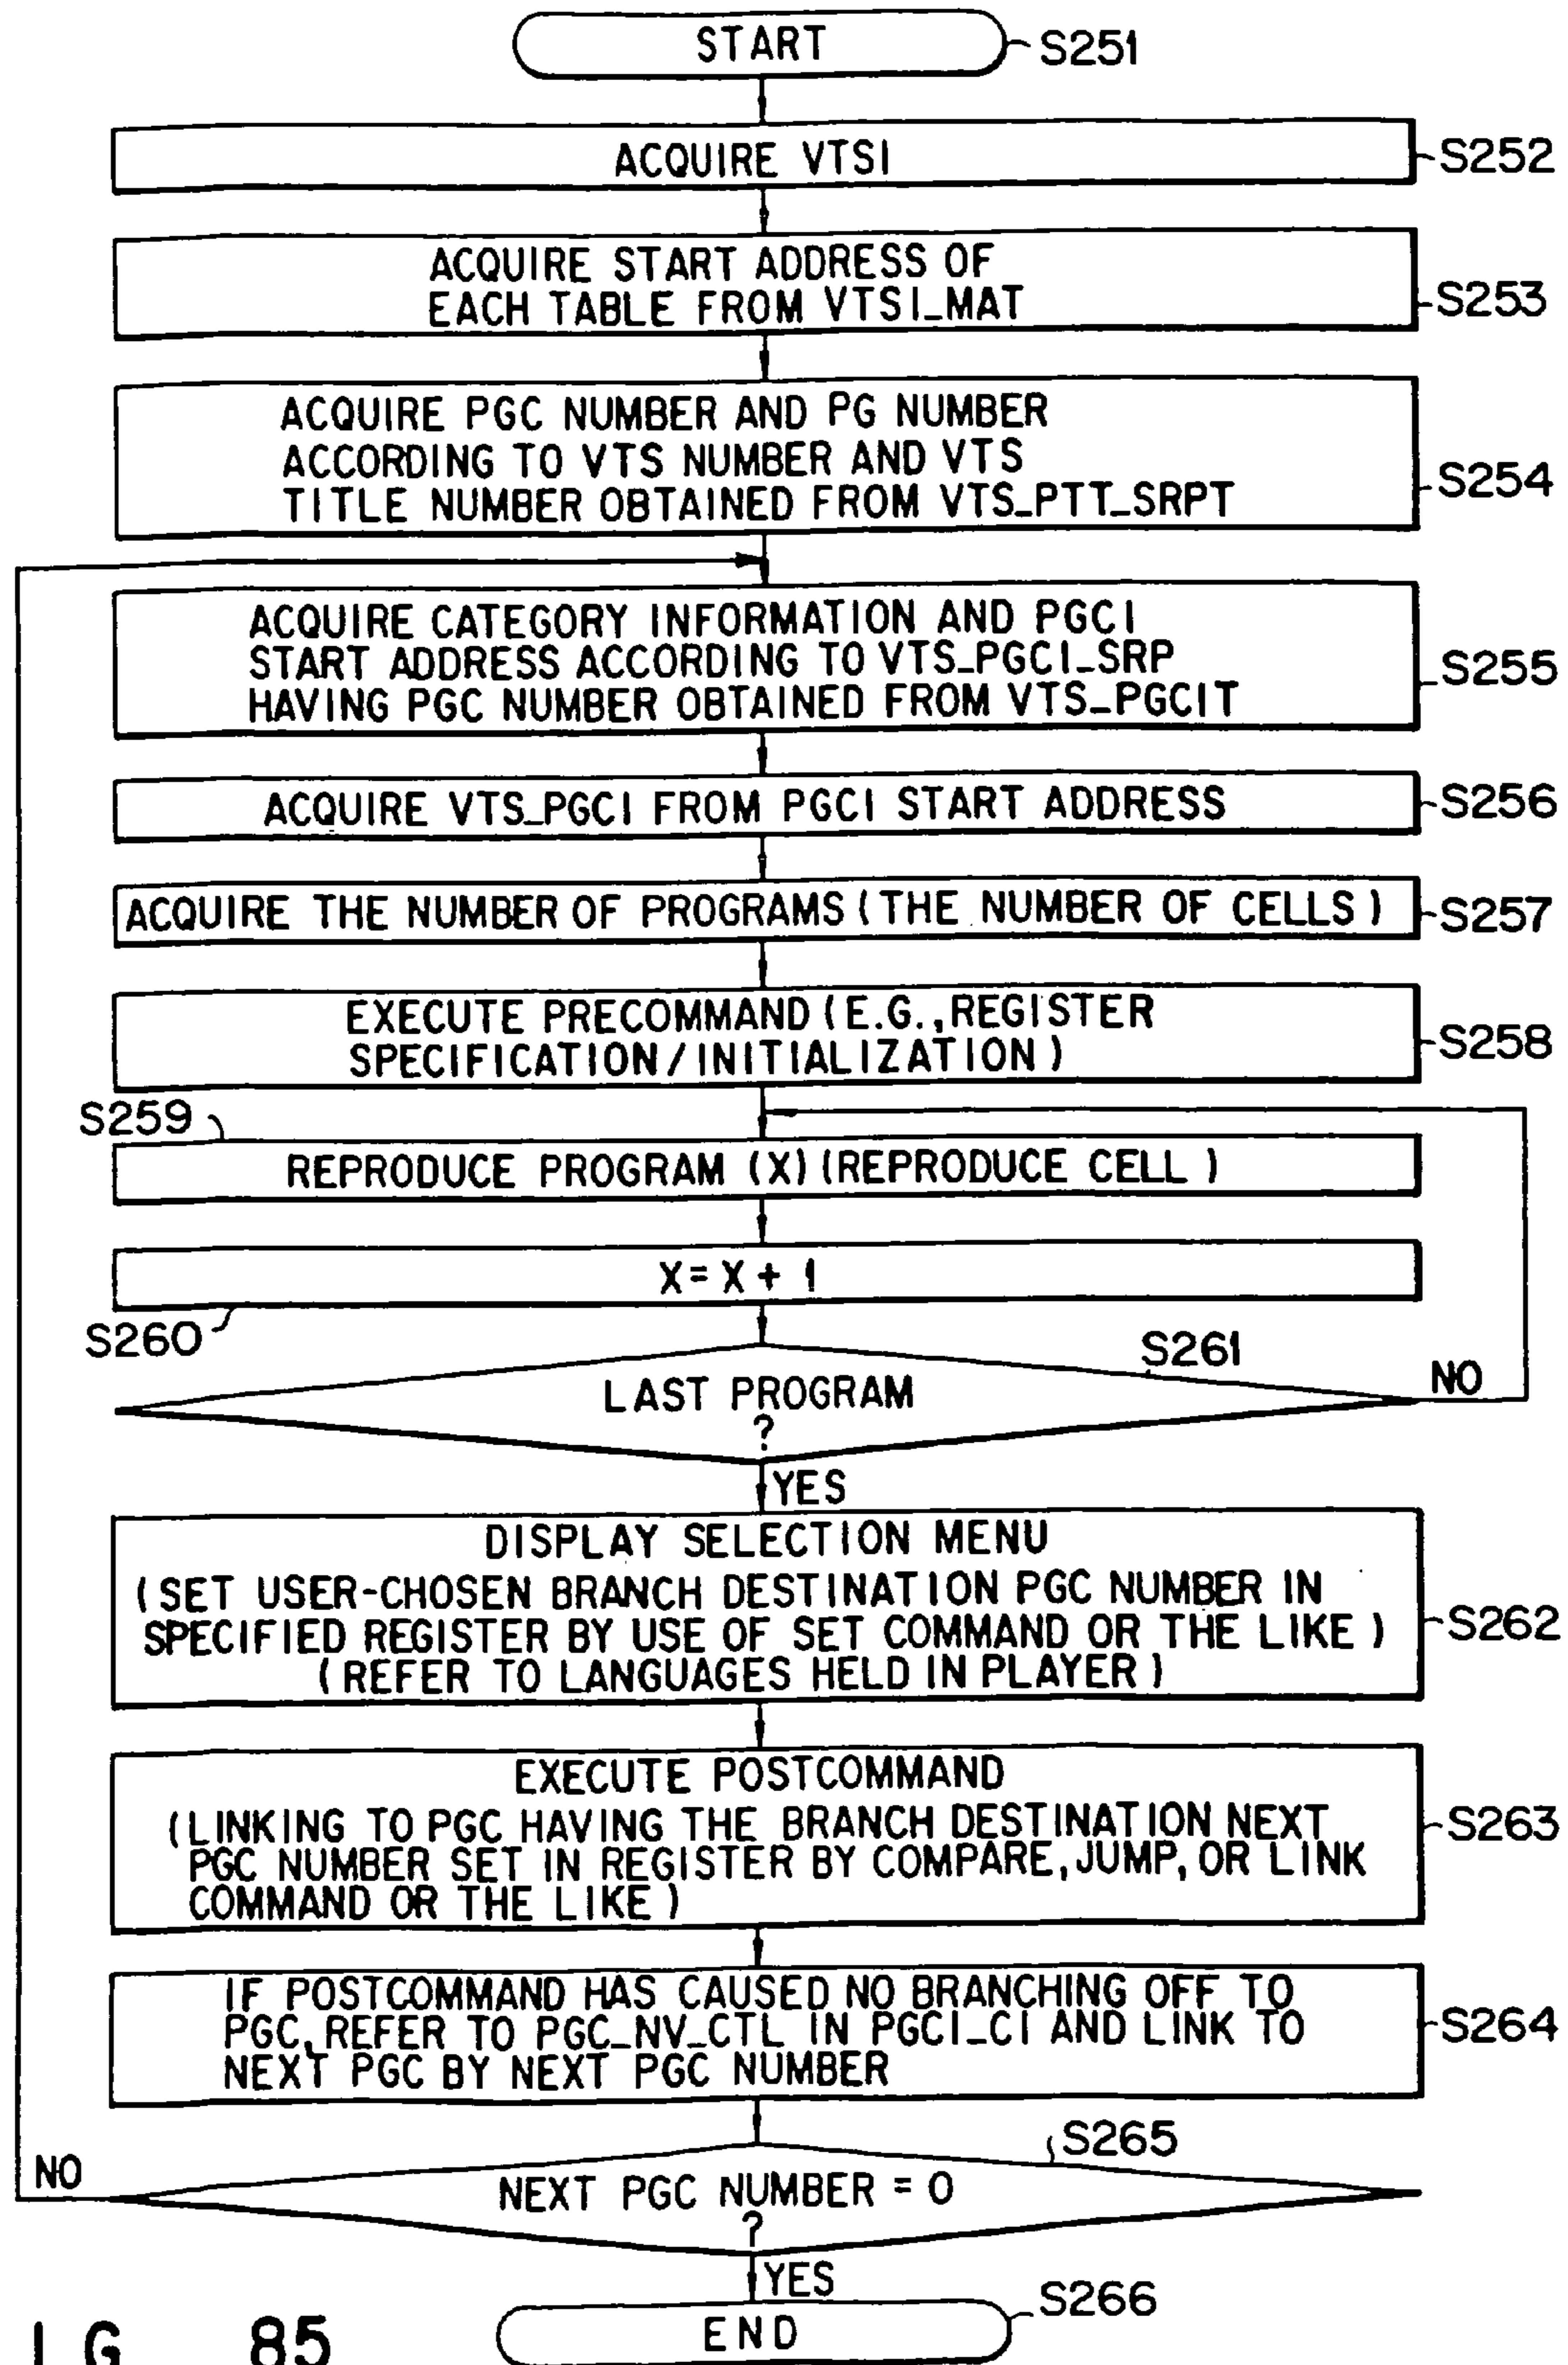 START
S251
ACQUIRE VTSI
S252
ACQUIRE START ADDRESS OF
EACH TABLE FROM VTSI_MAT
S253
ACQUIRE PGC NUMBER AND PG NUMBER
ACCORDING TO VTS NUMBER AND VTS
TITLE NUMBER OBTAINED FROM VTS_PTT_SRPT
S254
ACQUIRE CATEGORY INFORMATION AND PGCI
START ADDRESS ACCORDING TO VTS_PGCI_SRP
HAVING PGC NUMBER OBTAINED FROM VTS_PGCIT
S255
ACQUIRE VTS_PGCI FROM PGCI START ADDRESS
S256
ACQUIRE THE NUMBER OF PROGRAMS (THE NUMBER OF CELLS)
S257
EXECUTE PRECOMMAND (E.G., REGISTER
SPECIFICATION/INITIALIZATION)
S258
S259
REPRODUCE PROGRAM (X) (REPRODUCE CELL)
X=X+1
S260
S261
LAST PROGRAM
?
NO
YES
DISPLAY SELECTION MENU
(SET USER-CHOSEN BRANCH DESTINATION PGC NUMBER IN
SPECIFIED REGISTER BY USE OF SET COMMAND OR THE LIKE)
(REFER TO LANGUAGES HELD IN PLAYER)
S262
EXECUTE POSTCOMMAND
(LINKING TO PGC HAVING THE BRANCH DESTINATION NEXT
PGC NUMBER SET IN REGISTER BY COMPARE, JUMP, OR LINK
COMMAND OR THE LIKE)
S263
IF POSTCOMMAND HAS CAUSED NO BRANCHING OFF TO
PGC, REFER TO PGC_NV_CTL IN PGCI_CI AND LINK TO
NEXT PGC BY NEXT PGC NUMBER
S264
S265
NO
NEXT PGC NUMBER = 0
?
YES
END
S266
IG. 85